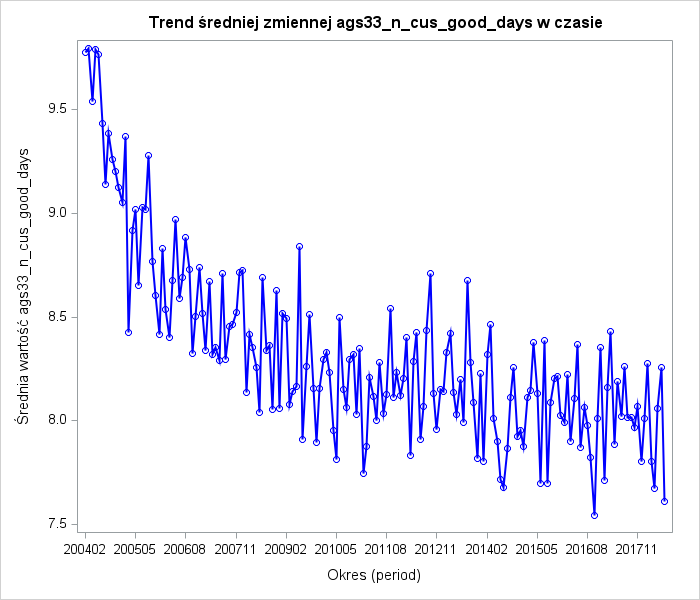 Trend średniej zmiennej ags33_n_cus_good_days w czasie
Średnia wartość ags33_n_cus_good_days
9.5
9.0
8.5
8.0
7.5
200402 200505 200608 200711 200902 201005 201108 201211 201402 201505 201608 201711
Okres (period)